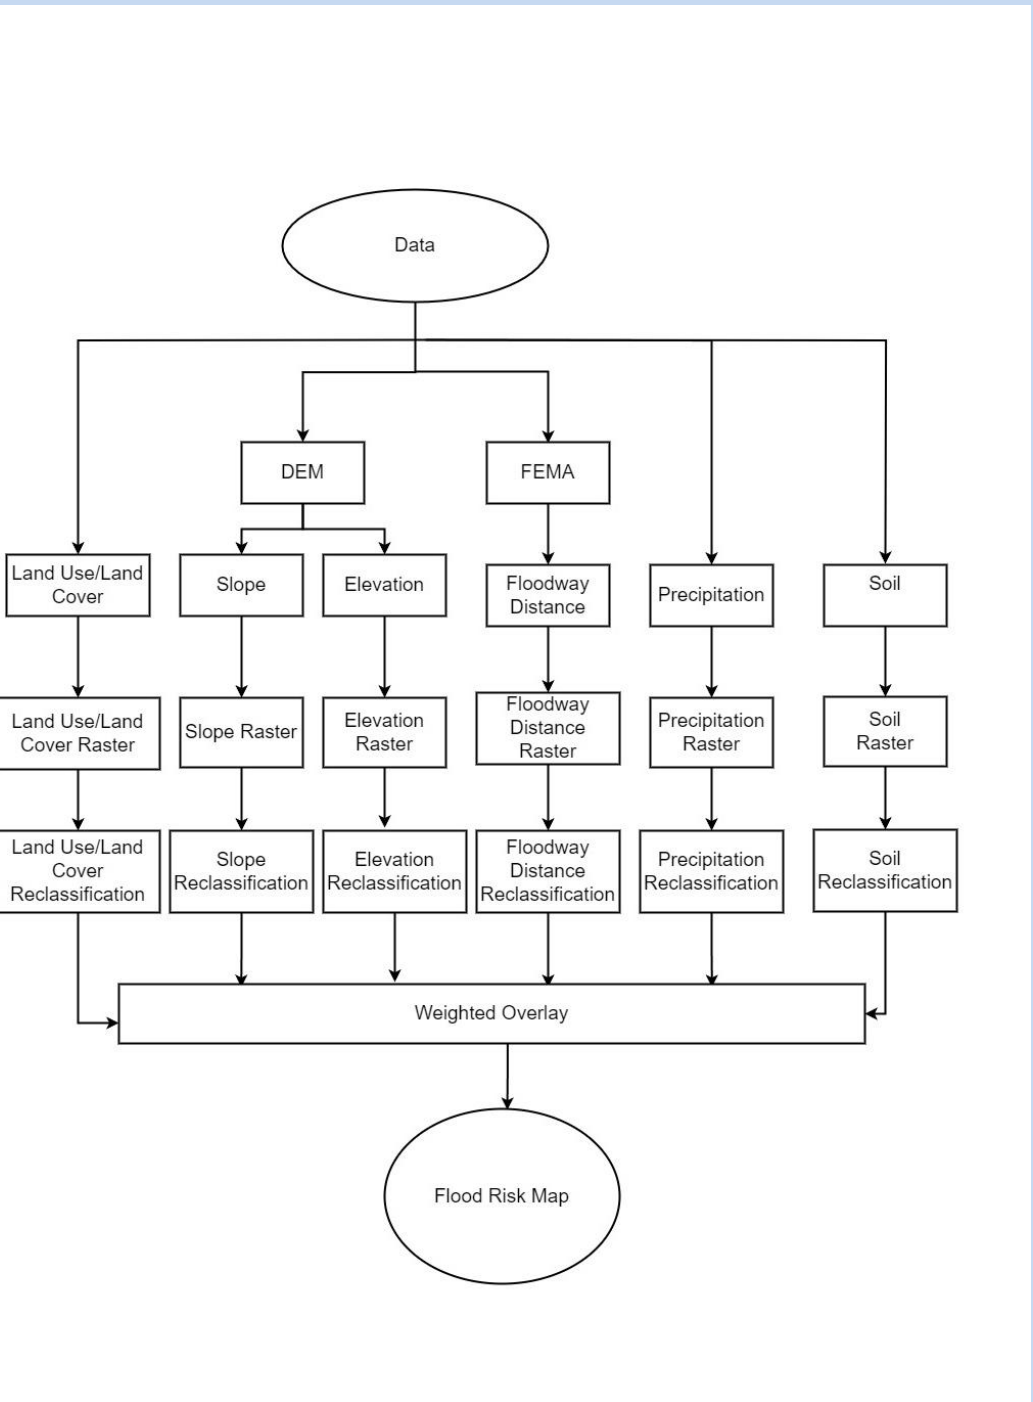 Data
DEM
FEMA
Land Use/Land
Cover
Slope
Elevation
Floodway
Distance
Precipitation
Soil
Land Use/Land
Cover Raster
Slope Raster
Elevation
Raster
Floodway
Distance
Raster
Precipitation
Raster
Soil
Raster
Land Use/Land
Cover
Reclassification
Slope
Reclassification
Elevation
Reclassification
Floodway
Distance
Reclassification
Precipitation
Reclassification
Soil
Reclassification
Weighted Overlay
Flood Risk Map